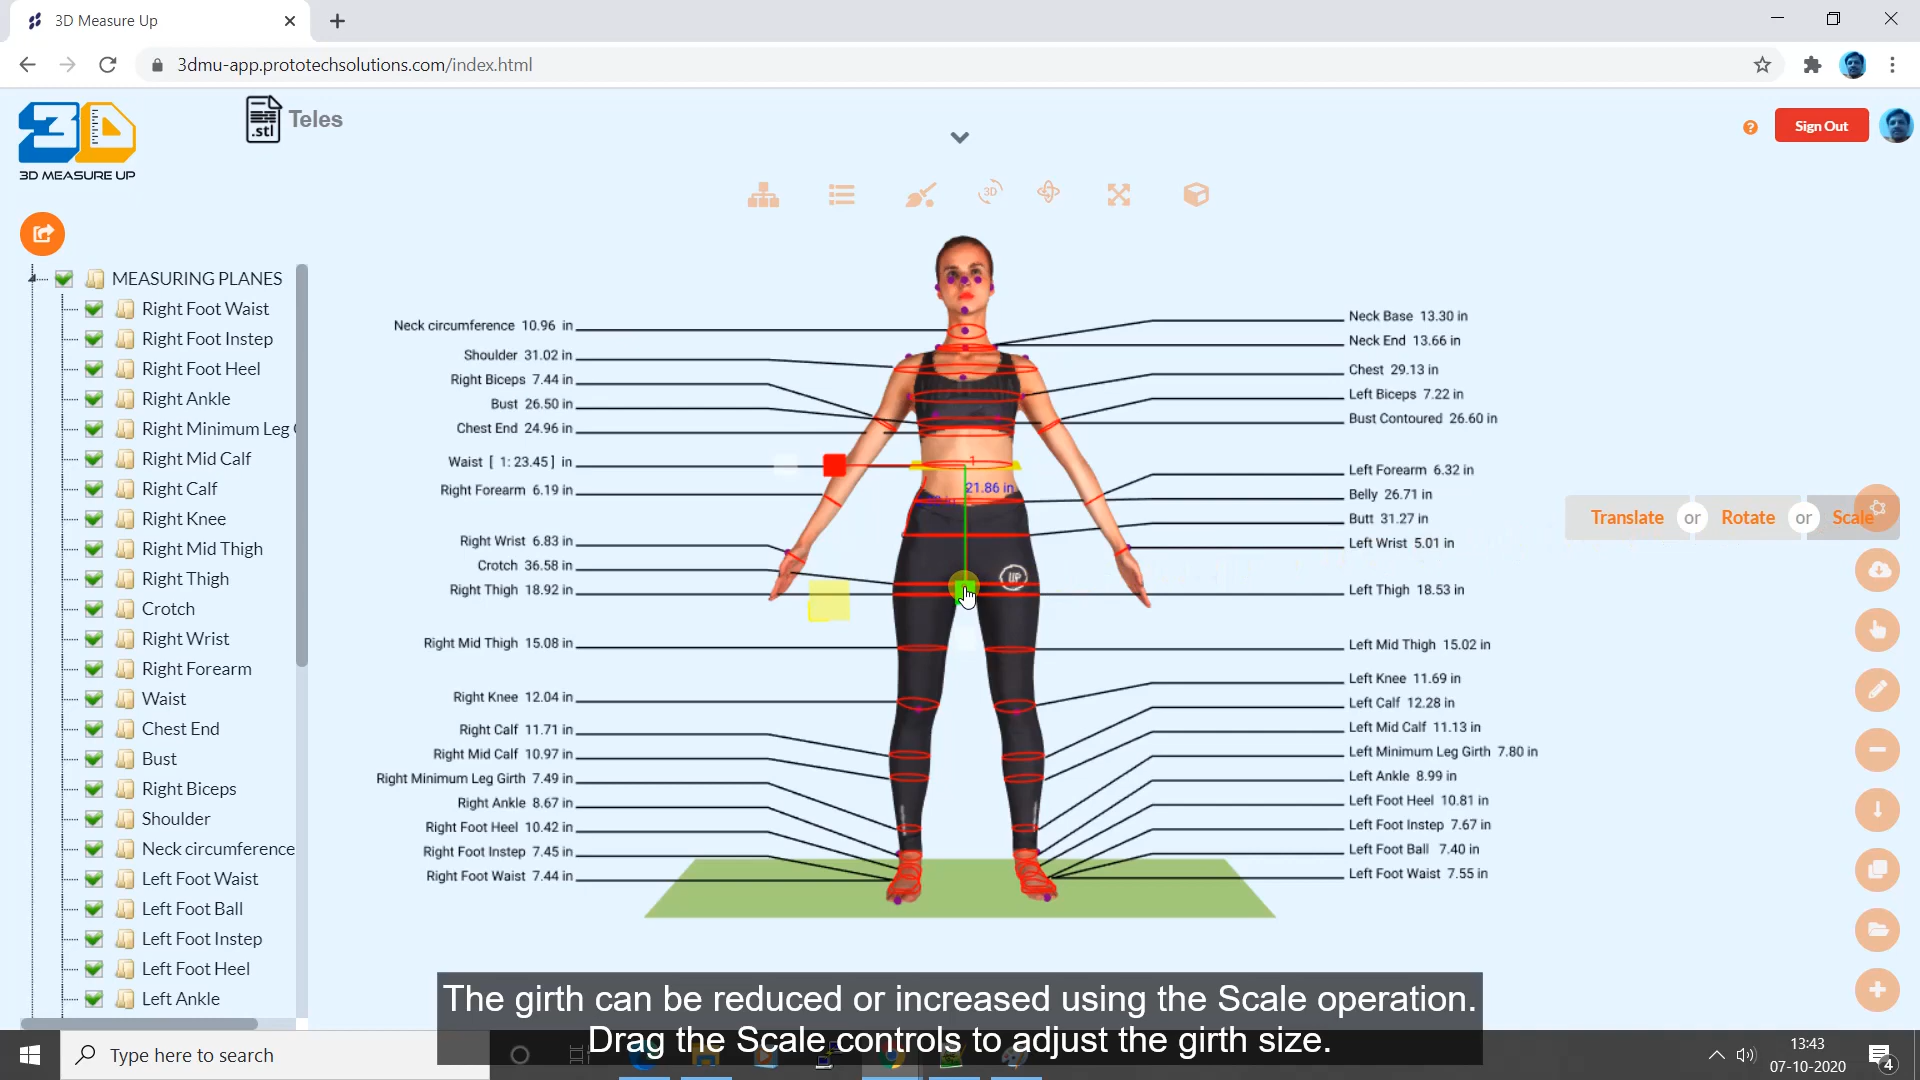 3D Measure Up
3dmu-app.prototechsolutions.com/index.html
3D MEASURE UP
.stl
Teles
3D
?
Sign Out
MEASURING PLANES
Right Foot Waist
Right Foot Instep
Right Foot Heel
Right Ankle
Right Minimum Leg
Right Mid Calf
Right Calf
Right Knee
Right Mid Thigh
Right Thigh
Crotch
Right Wrist
Right Forearm
Waist
Chest End
Bust
Right Biceps
Shoulder
Neck circumference
Left Foot Waist
Left Foot Ball
Left Foot Instep
Left Foot Heel
Left Ankle
Neck circumference 10.96 in
Shoulder 31.02 in
Right Biceps 7.44 in
Bust 26.50 in
Chest End 24.96 in
Waist [ 1: 23.45] in
Right Forearm 6.19 in
Right Wrist 6.83 in
Crotch 36.58 in
Right Thigh 18.92 in
Right Mid Thigh 15.08 in
Right Knee 12.04 in
Right Calf 11.71 in
Right Mid Calf 10.97 in
Right Minimum Leg Girth 7.49 in
Right Ankle 8.67 in
Right Foot Heel 10.42 in
Right Foot Instep 7.45 in
Right Foot Waist 7.44 in
1
21.86 in
UP
Neck Base 13.30 in
Neck End 13.66 in
Chest 29.13 in
Left Biceps 7.22 in
Bust Contoured 26.60 in
Left Forearm 6.32 in
Belly 26.71 in
Butt 31.27 in
Left Wrist 5.01 in
Left Thigh 18.53 in
Left Mid Thigh 15.02 in
Left Knee 11.69 in
Left Calf 12.28 in
Left Mid Calf 11.13 in
Left Minimum Leg Girth 7.80 in
Left Ankle 8.99 in
Left Foot Heel 10.81 in
Left Foot Instep 7.67 in
Left Foot Ball 7.40 in
Left Foot Waist 7.55 in
Translate or Rotate or Scale
The girth can be reduced or increased using the Scale operation.
Drag the Scale controls to adjust the girth size.
Type here to search
13:43
07-10-2020
4